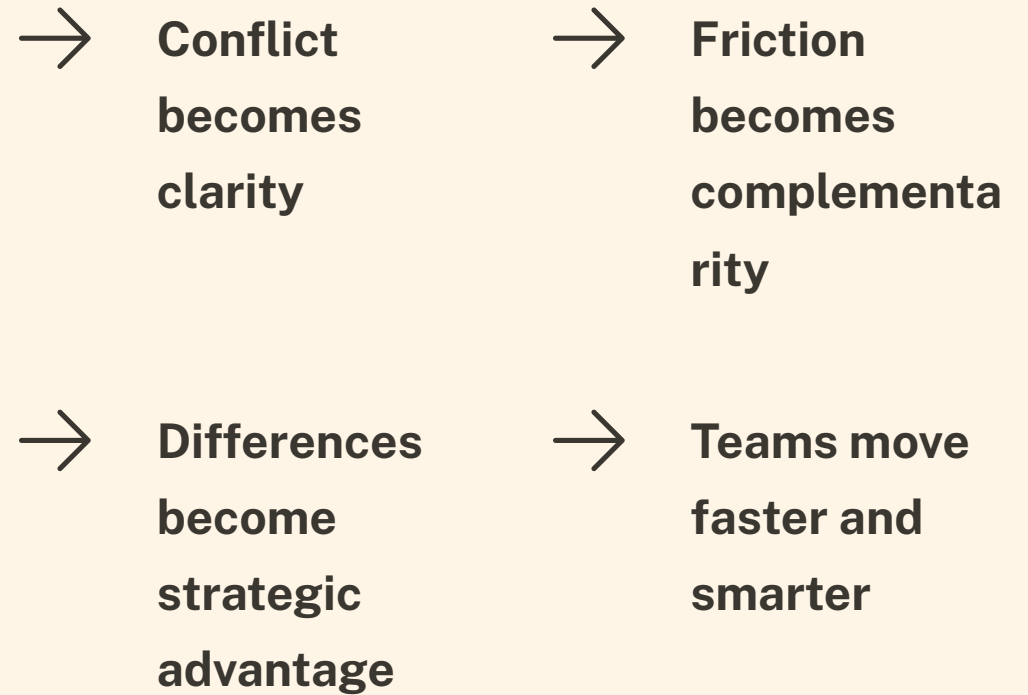 Conflict
becomes
clarity
Friction
becomes
complementa
rity
Differences
become
strategic
advantage
Teams move
faster and
smarter